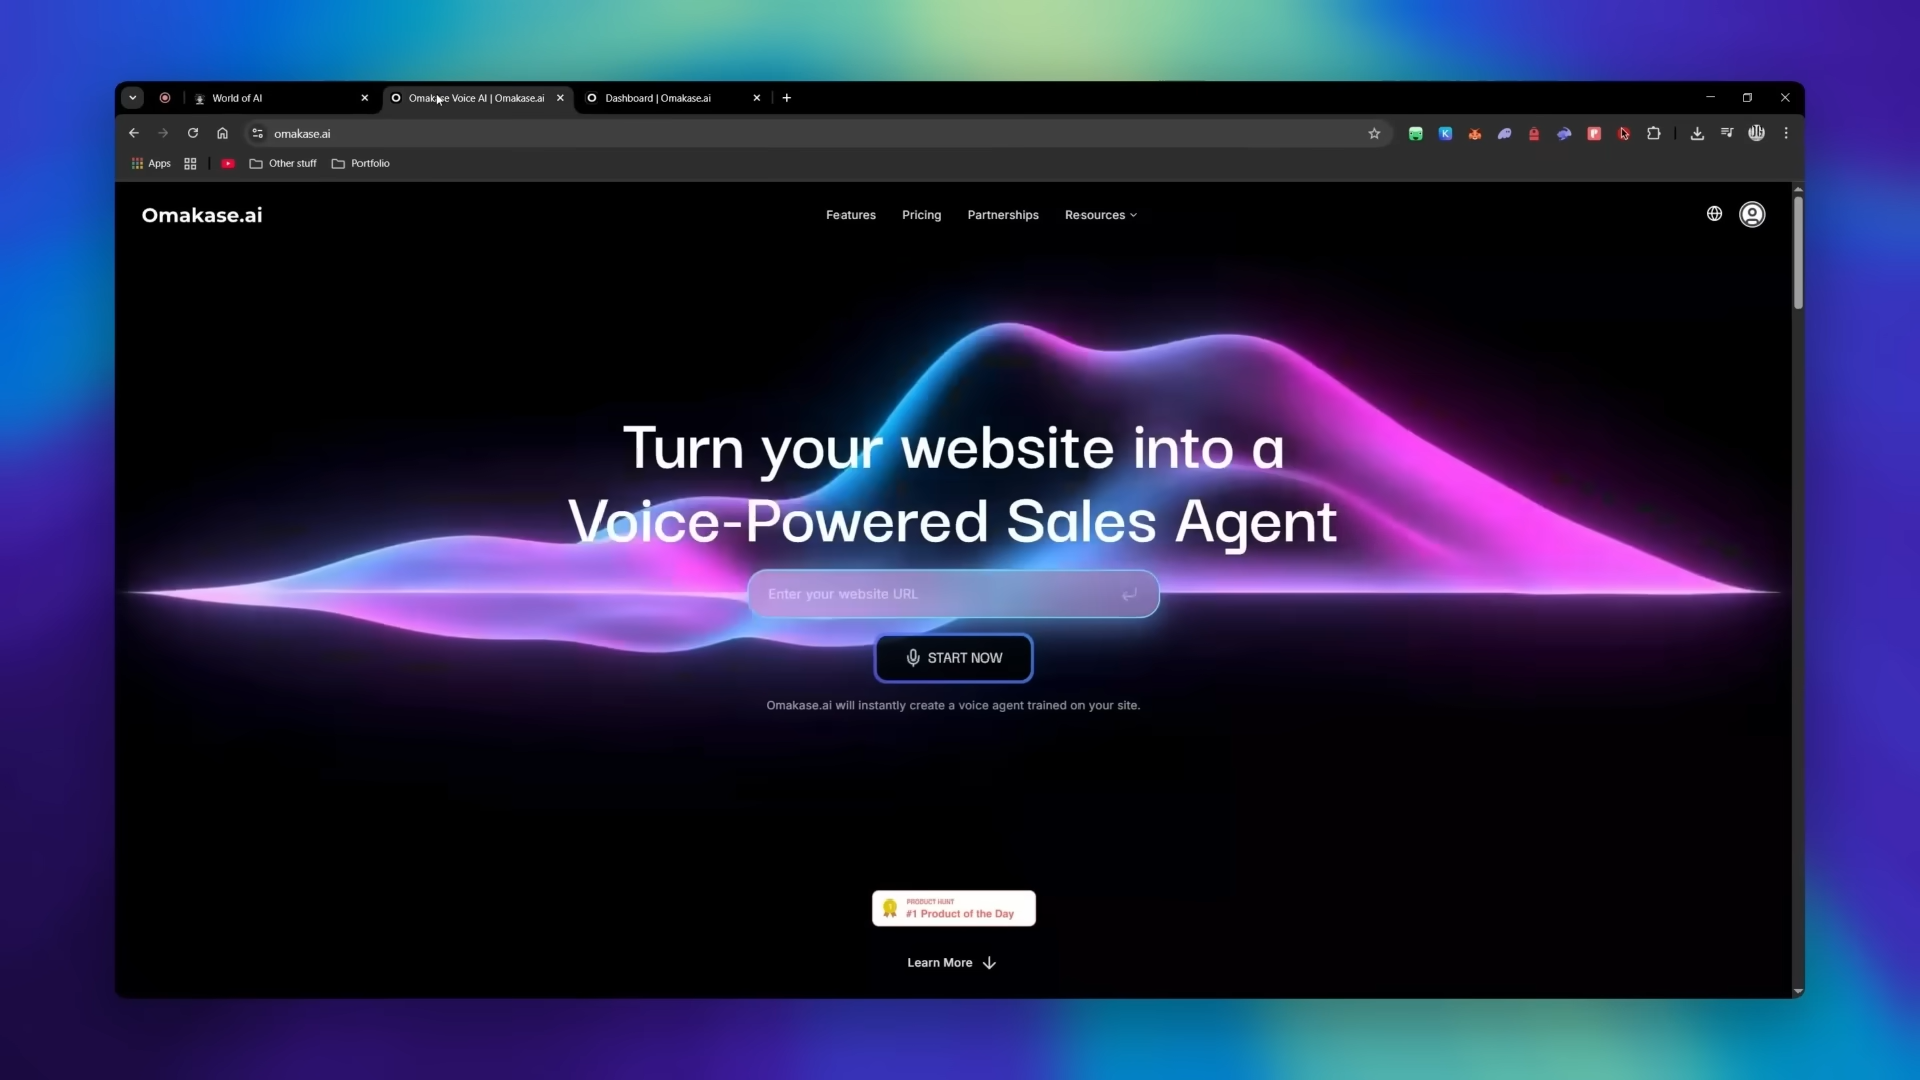 World of AI
Omakase Voice AI | Omakase.ai
Dashboard | Omakase.ai
omakase.ai
Apps
Other stuff
Portfolio
Omakase.ai
Features
Pricing
Partnerships
Resources
Turn your website into a
Voice-Powered Sales Agent
Enter your website URL
START NOW
Omakase.ai will instantly create a voice agent trained on your site.
PRODUCT HUNT
#1 Product of the Day
Learn More